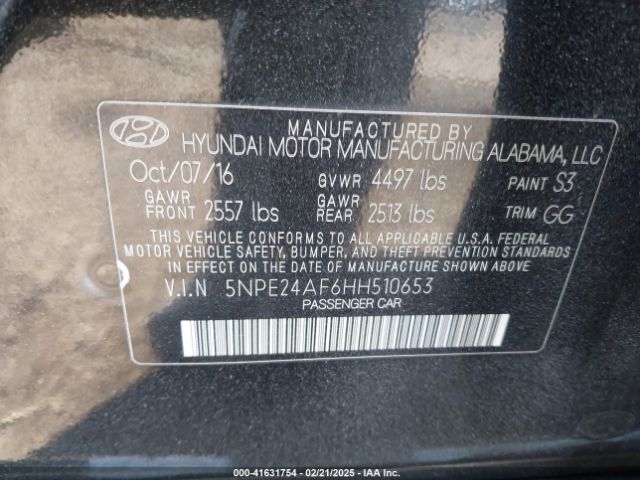 MANUFACTURED BY
HYUNDAI MOTOR MANUFACTURING ALABAMA, LLC
Oct/07/16 GVWR 4497 lbs PAINT S3
GAWR FRONT 2557 lbs GAWR REAR 2513 lbs TRIM GG
THIS VEHICLE CONFORMS TO ALL APPLICABLE U.S.A. FEDERAL
MOTOR VEHICLE SAFETY, BUMPER, AND THEFT PREVENTION STANDARDS
IN EFFECT ON THE DATE OF MANUFACTURE SHOWN ABOVE.
V.I.N 5NPE24AF6HH510653
PASSENGER CAR
000-41631754 - 02/21/2025 - IAA Inc.